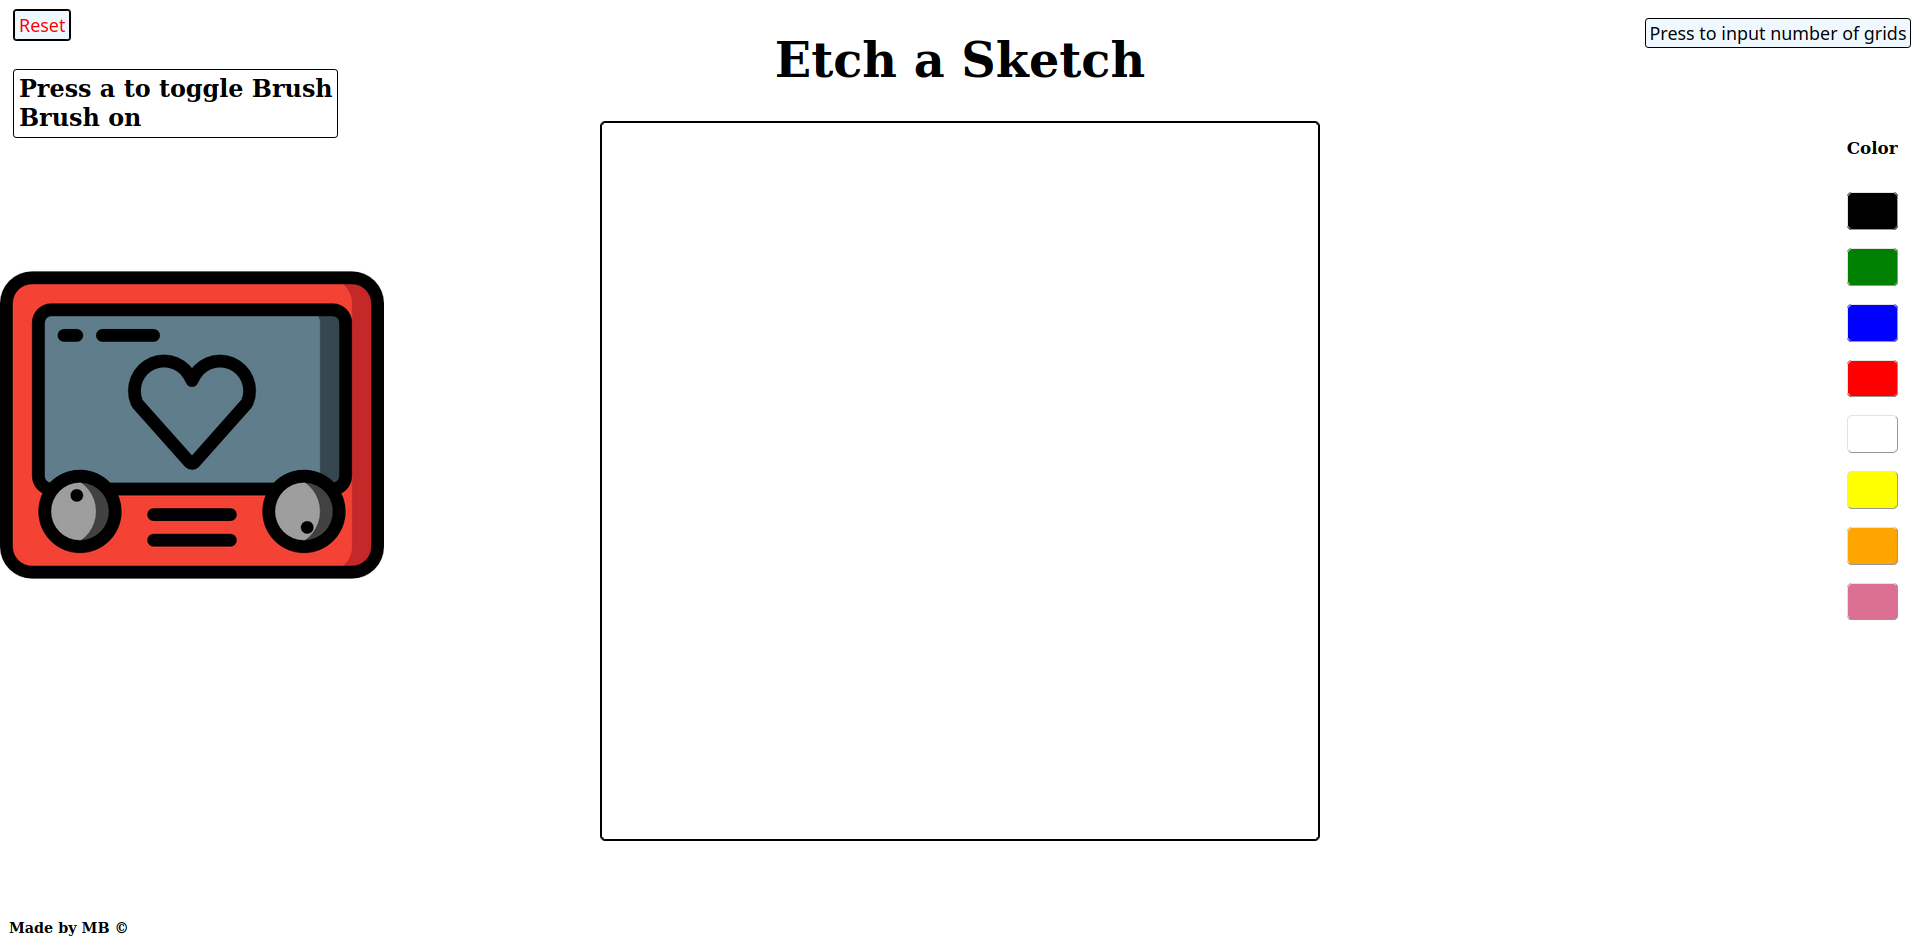 Reset
Etch a Sketch
Press to input number of grids
Press a to toggle Brush
Brush on
Color
Made by MB ©